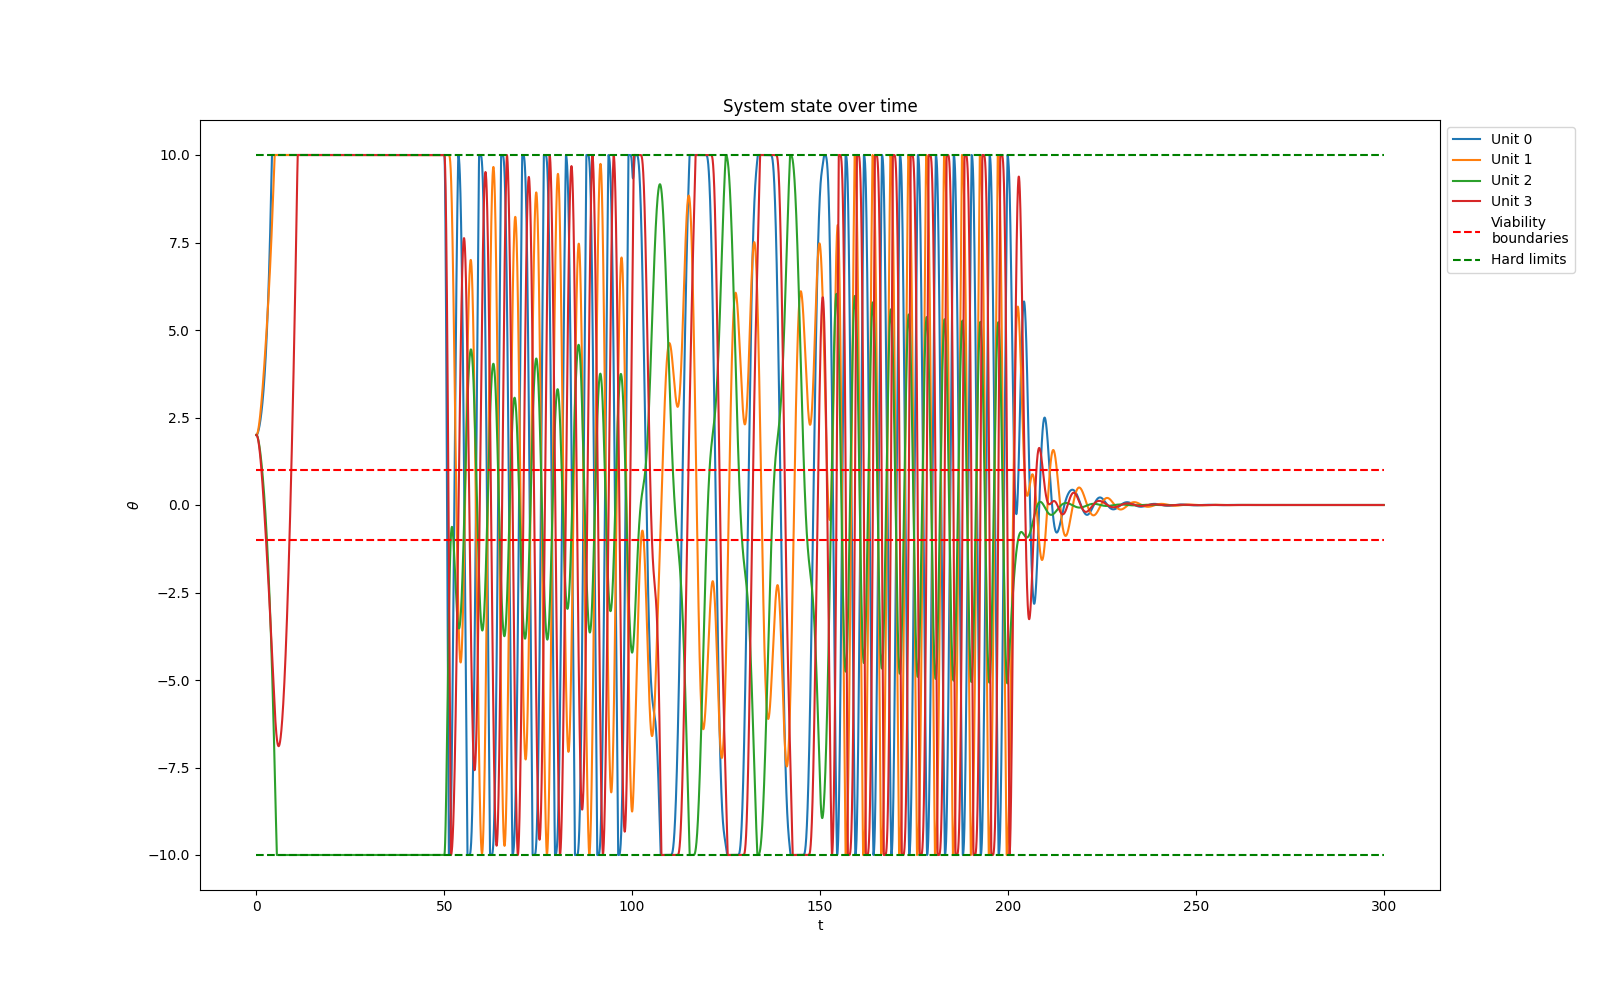 System state over time
10.0
7.5
5.0
2.5
0.0
−2.5
−5.0
−7.5
−10.0
θ
0
50
100
150
200
250
300
t
Unit 0
Unit 1
Unit 2
Unit 3
Viability
boundaries
Hard limits